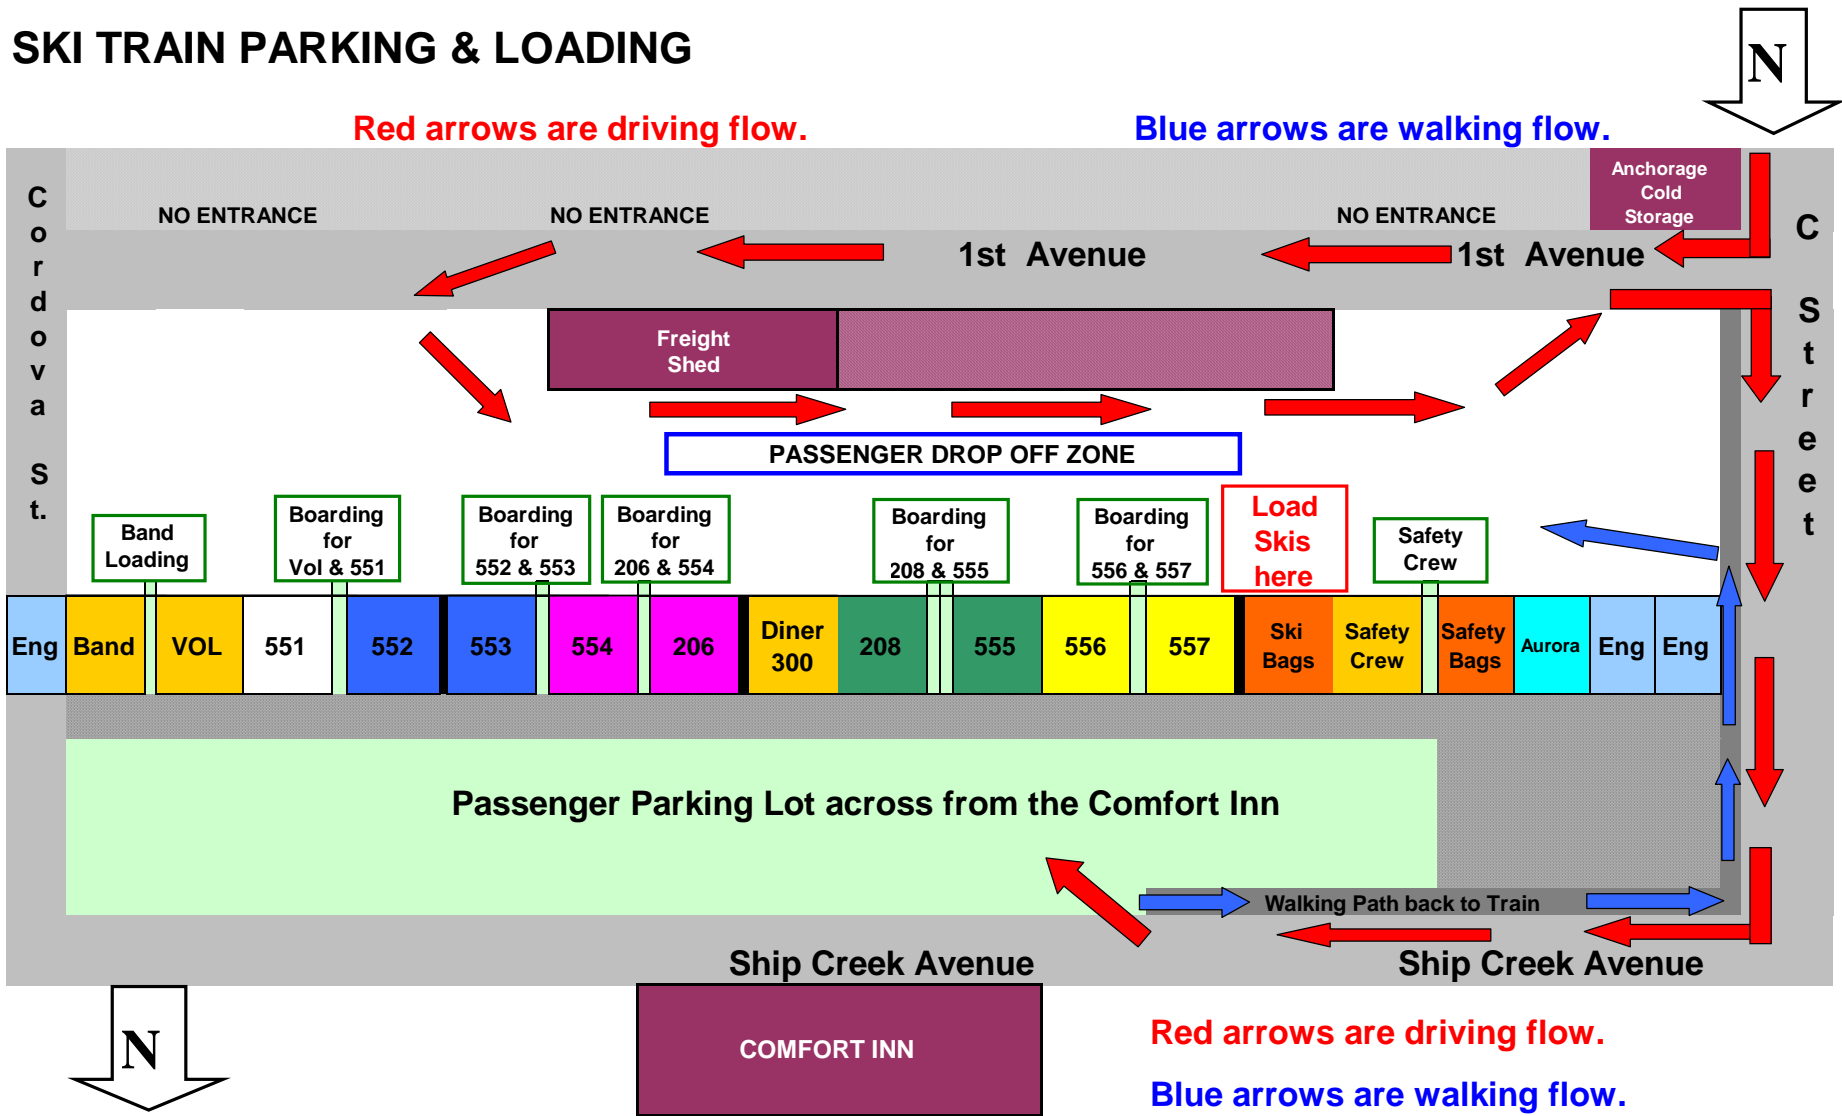 SKI TRAIN PARKING & LOADING
N
Red arrows are driving flow.
Blue arrows are walking flow.
Anchorage
Cold
Storage
NO ENTRANCE
NO ENTRANCE
NO ENTRANCE
Cordova St.
1st Avenue
1st Avenue
C Street
Freight
Shed
PASSENGER DROP OFF ZONE
Band
Loading
Boarding
for
Vol & 551
Boarding
for
552 & 553
Boarding
for
206 & 554
Boarding
for
208 & 555
Boarding
for
556 & 557
Load
Skis
here
Safety
Crew
Eng
Band
VOL
551
552
553
554
206
Diner
300
208
555
556
557
Ski
Bags
Safety
Crew
Safety
Bags
Aurora
Eng
Eng
Passenger Parking Lot across from the Comfort Inn
Walking Path back to Train
Ship Creek Avenue
Ship Creek Avenue
N
COMFORT INN
Red arrows are driving flow.
Blue arrows are walking flow.